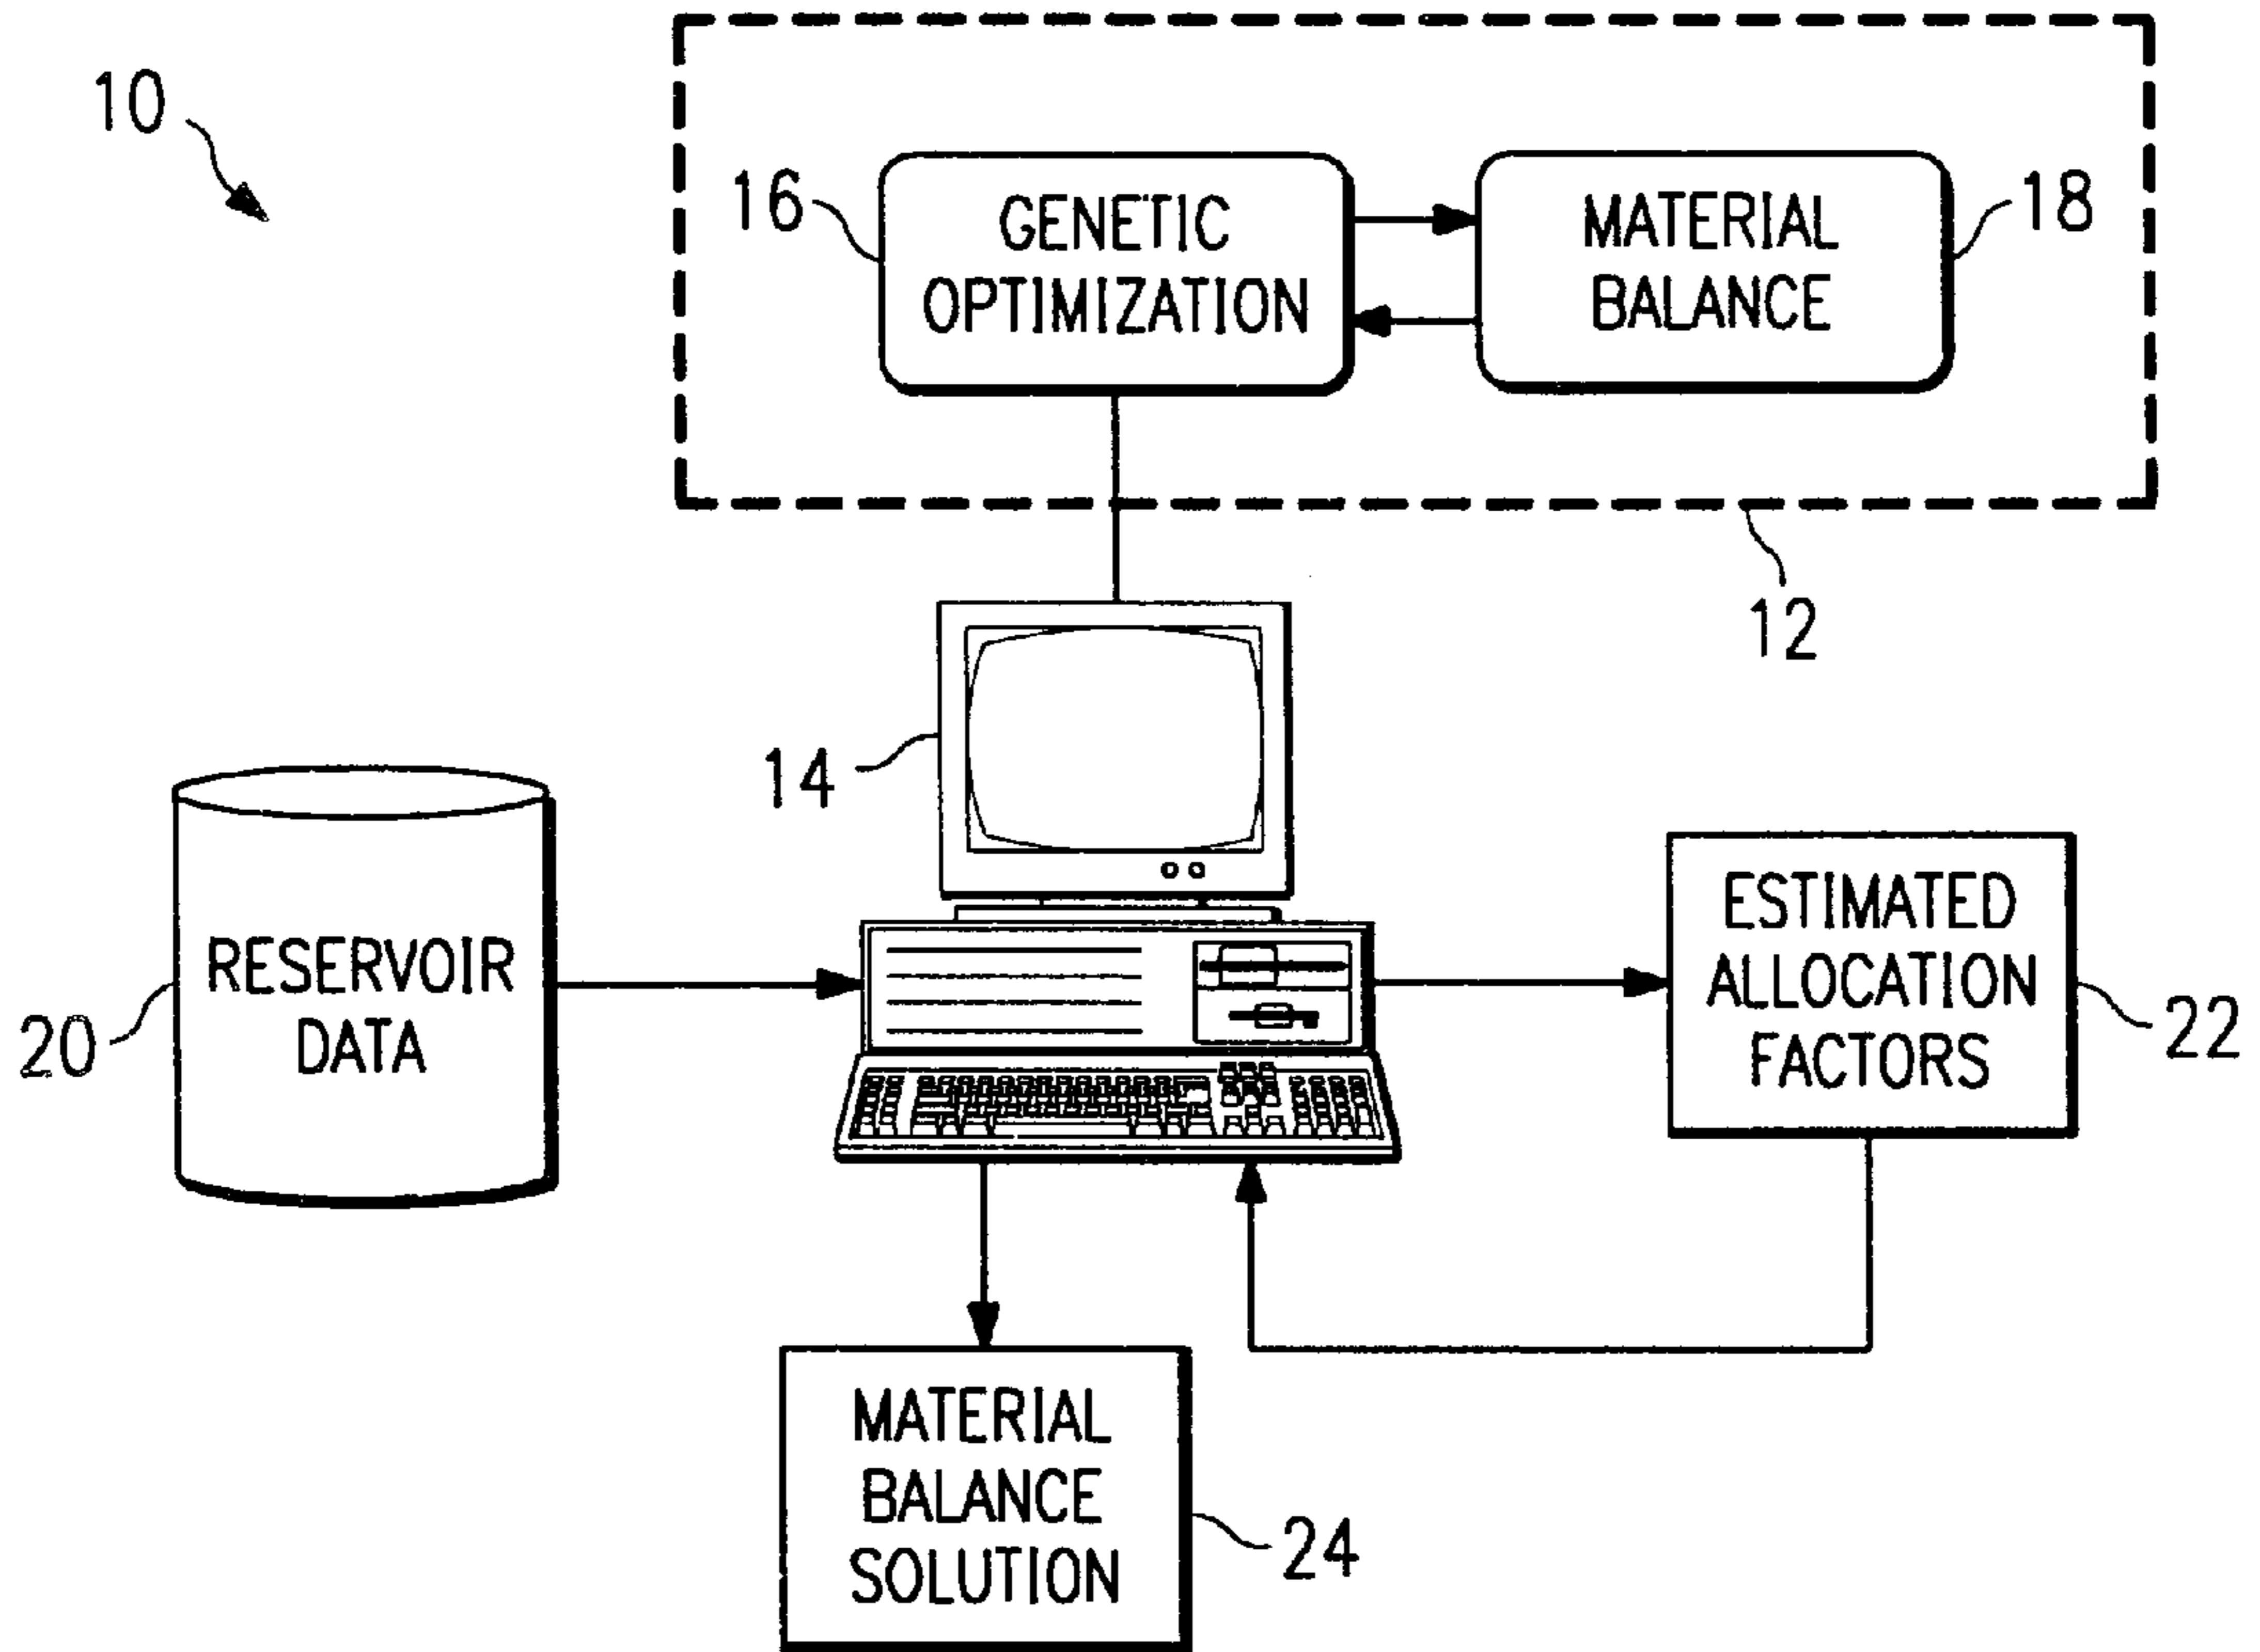 10
16
GENETIC
OPTIMIZATION
MATERIAL
BALANCE
18
12
14
RESERVOIR
DATA
20
ESTIMATED
ALLOCATION
FACTORS
22
MATERIAL
BALANCE
SOLUTION
24